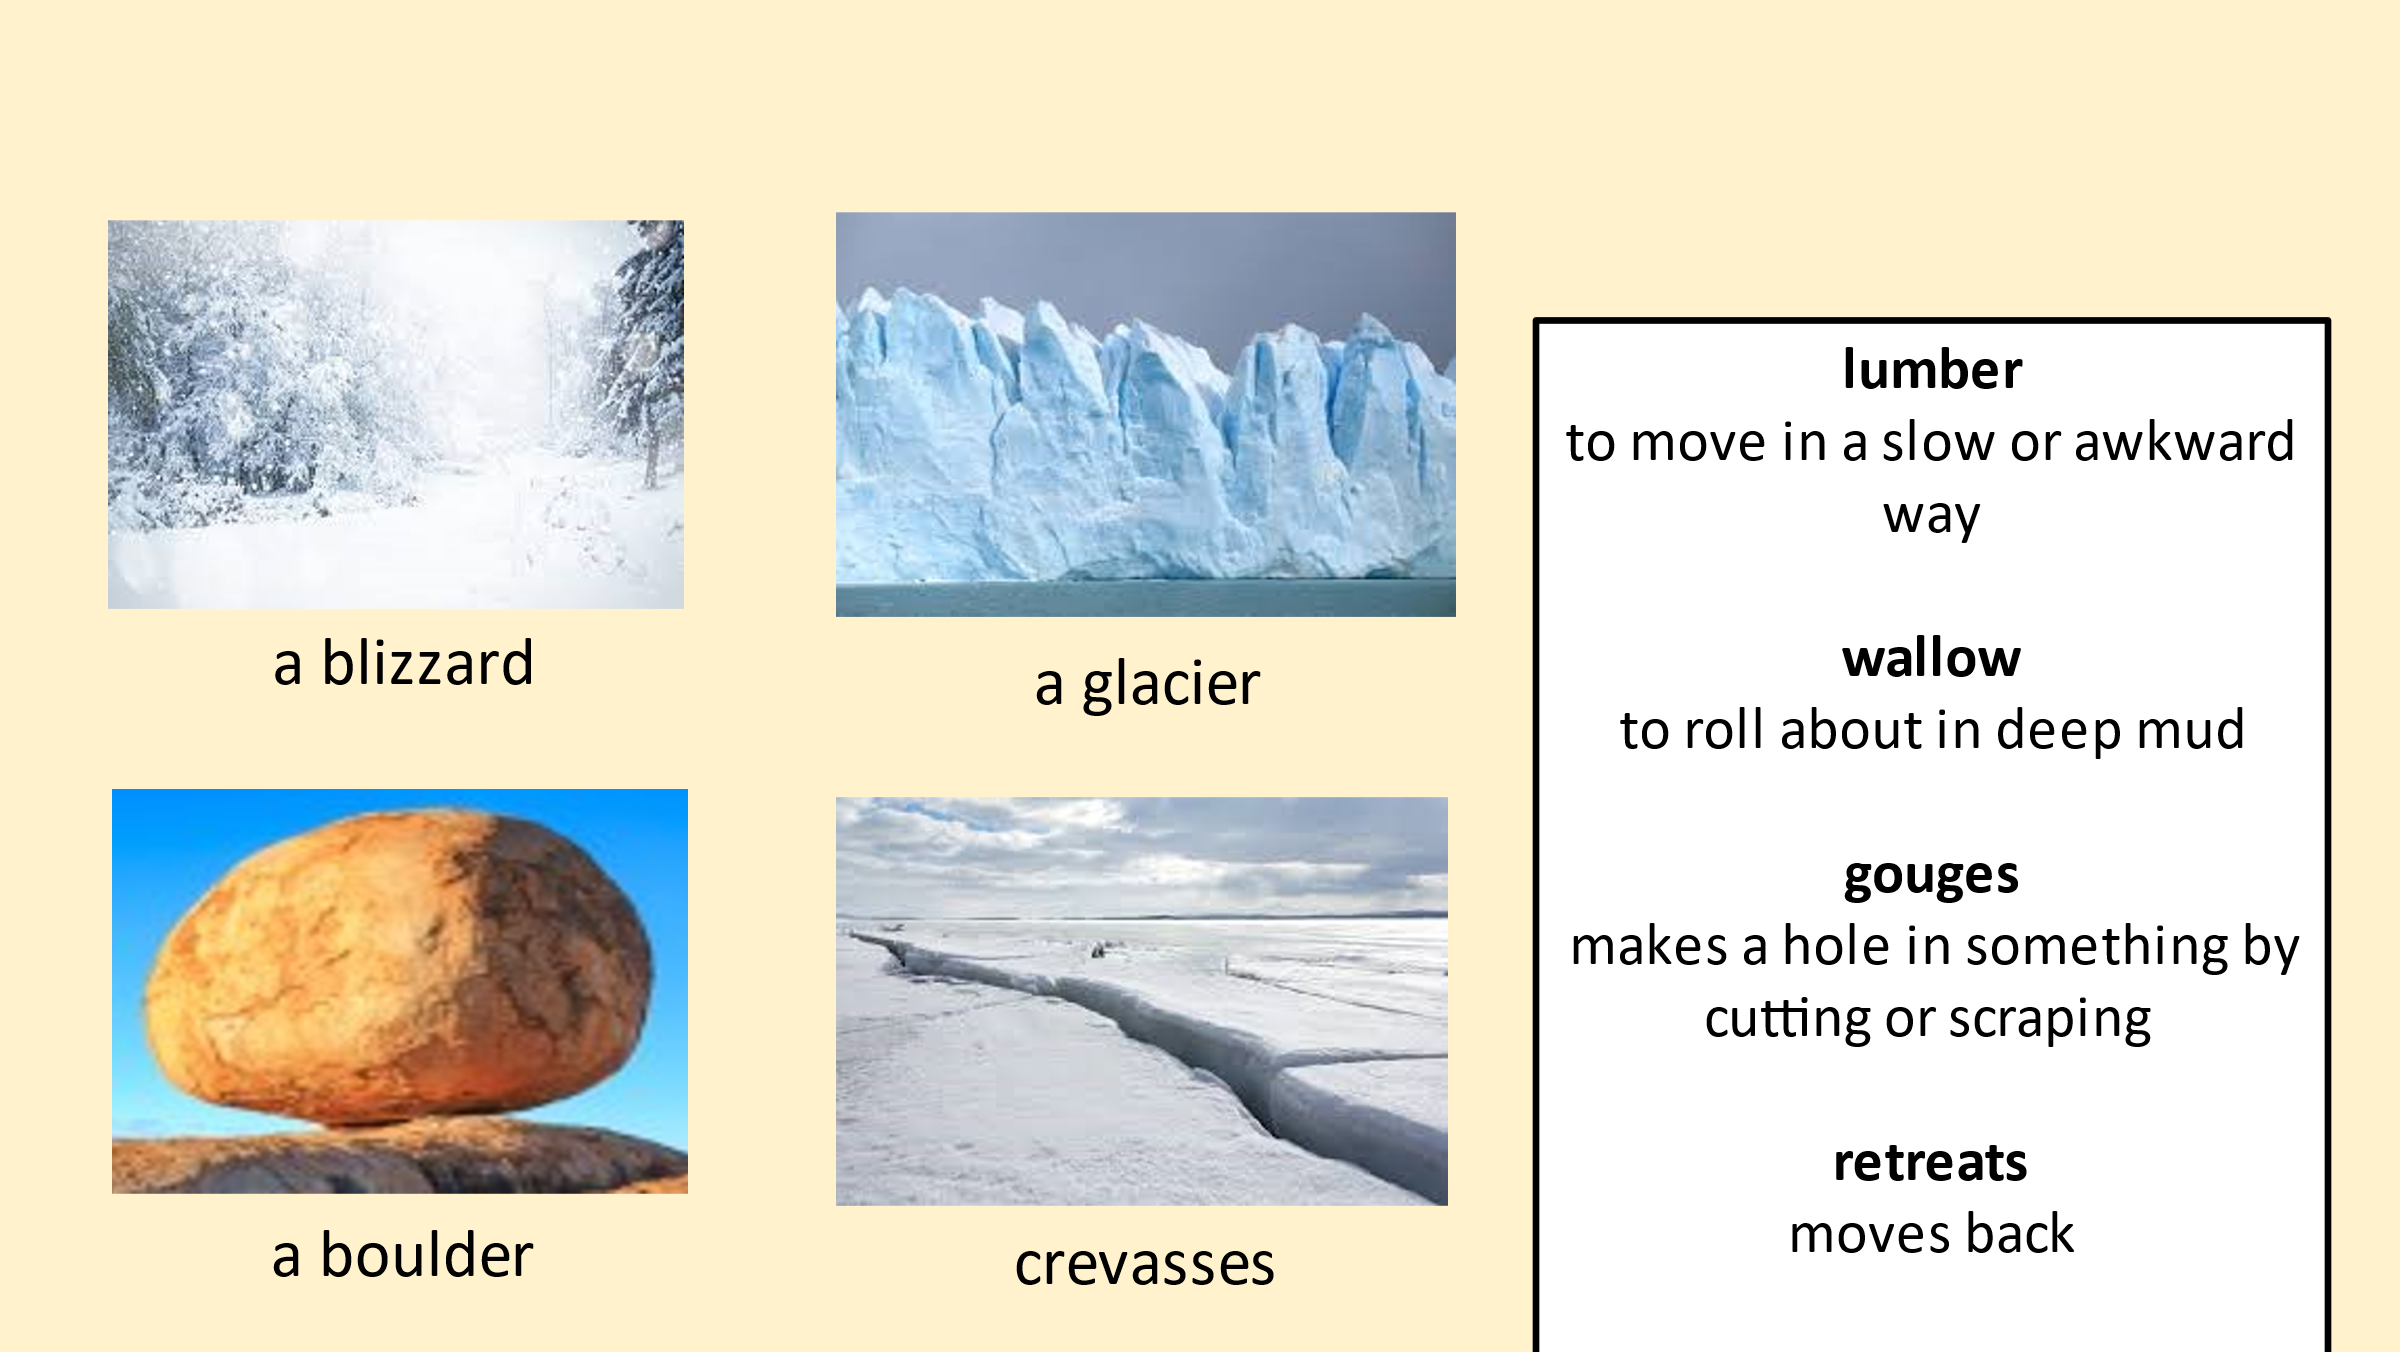 a blizzard
a glacier
a boulder
crevasses
lumber
to move in a slow or awkward
way
wallow
to roll about in deep mud
gouges
makes a hole in something by
cutting or scraping
retreats
moves back